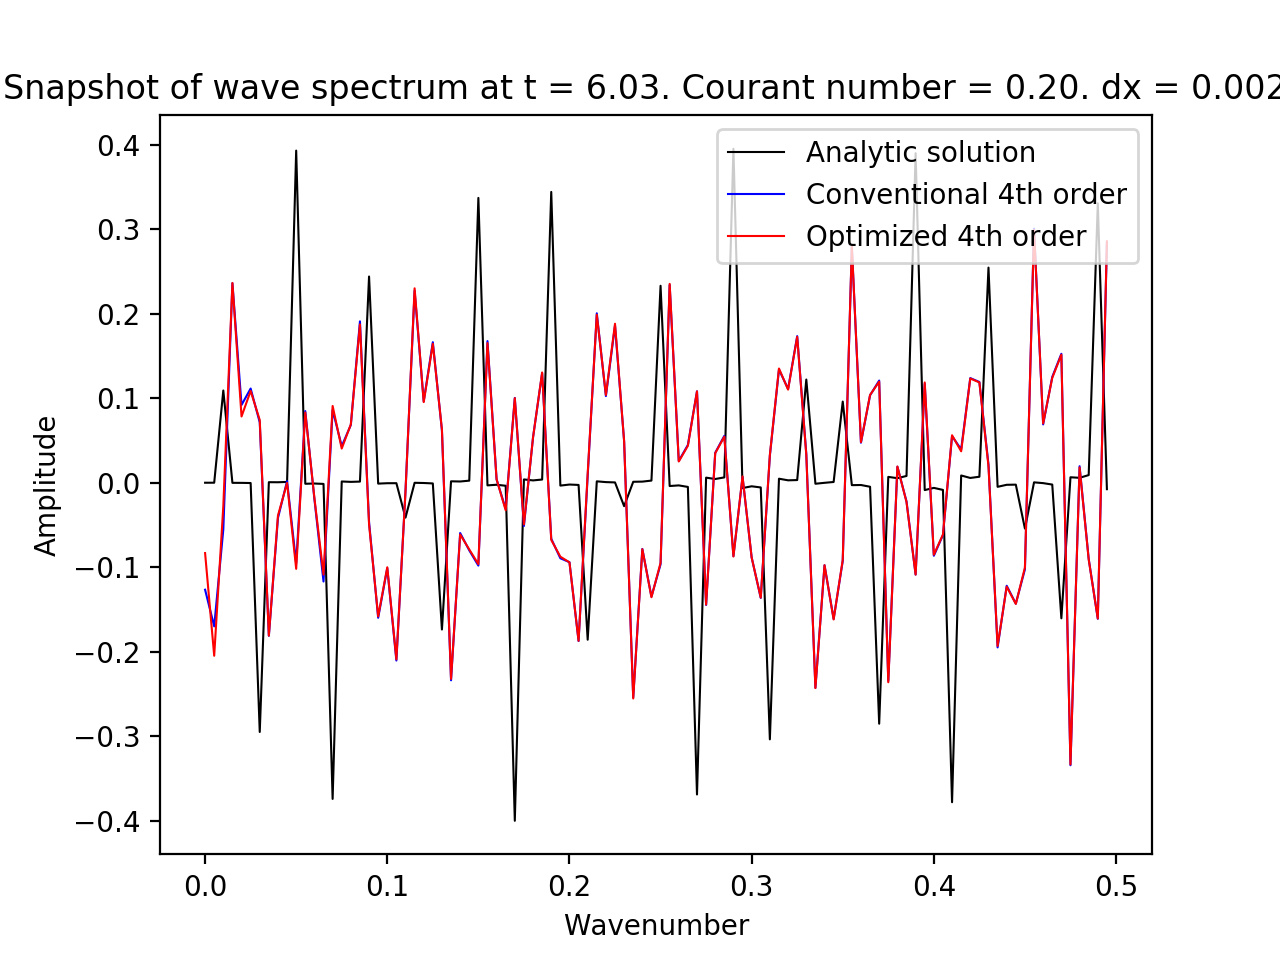 Snapshot of wave spectrum at t = 6.03. Courant number = 0.20. dx = 0.002
Analytic solution
Conventional 4th order
Optimized 4th order
Amplitude
0.4
0.3
0.2
0.1
0.0
−0.1
−0.2
−0.3
−0.4
0.0 0.1 0.2 0.3 0.4 0.5
Wavenumber